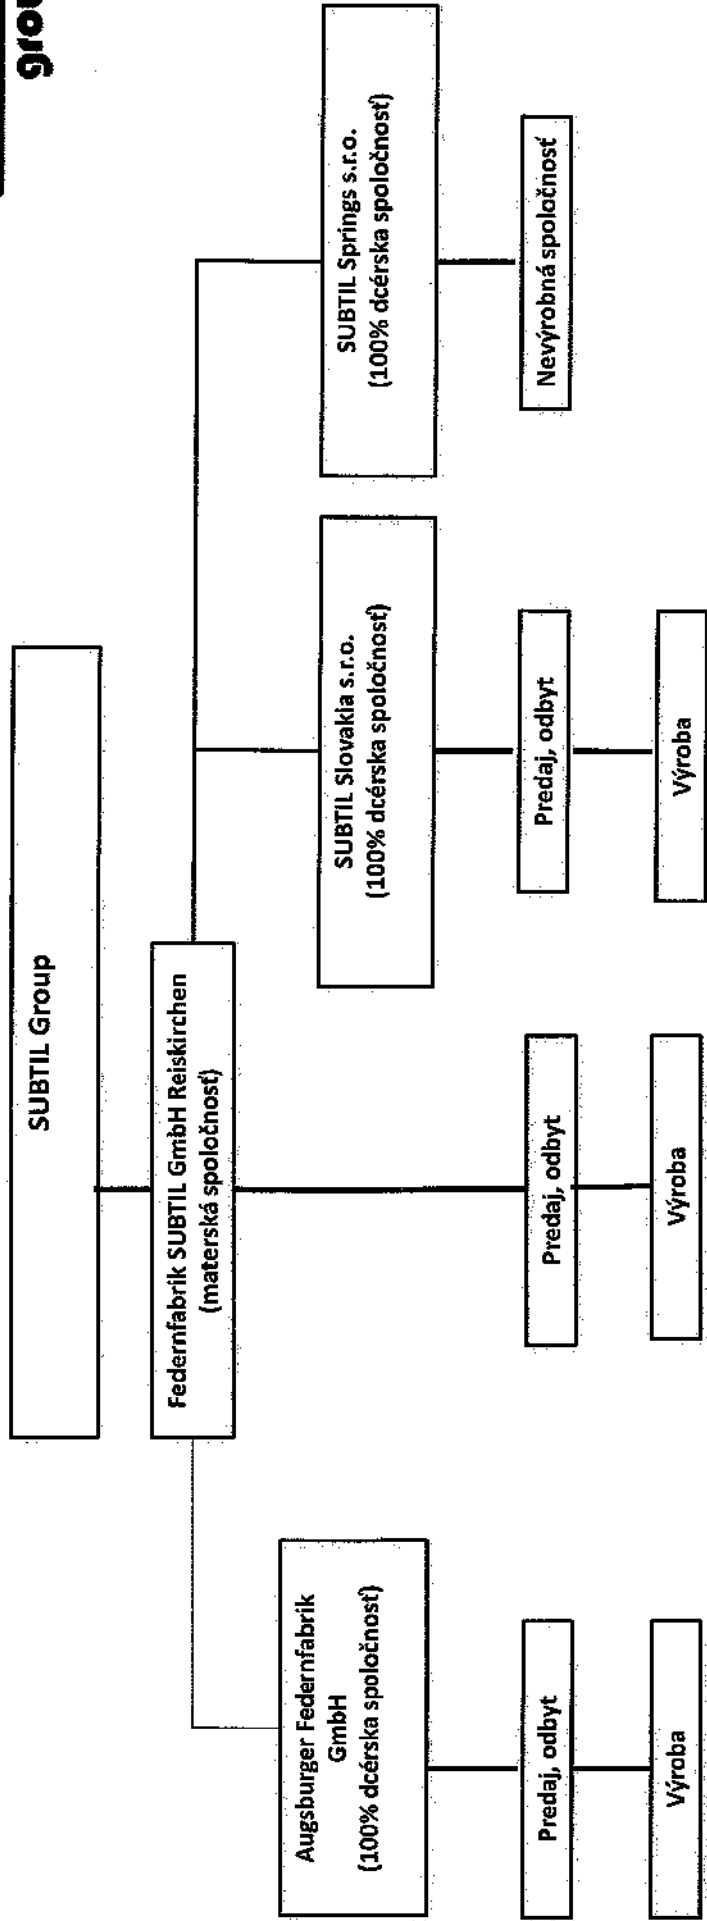 SUBTIL Group
Federnfabrik SUBTIL GmbH Reiskirchen
(materská spoločnosť)
Augsburger Federnfabrik
GmbH
(100% dcérska spoločnosť)
Predaj, odbyt
Výroba
Predaj, odbyt
Výroba
SUBTIL Slovakia s.r.o.
(100% dcérska spoločnosť)
Predaj, odbyt
Výroba
SUBTIL Springs s.r.o.
(100% dcérska spoločnosť)
Nevýrobná spoločnosť